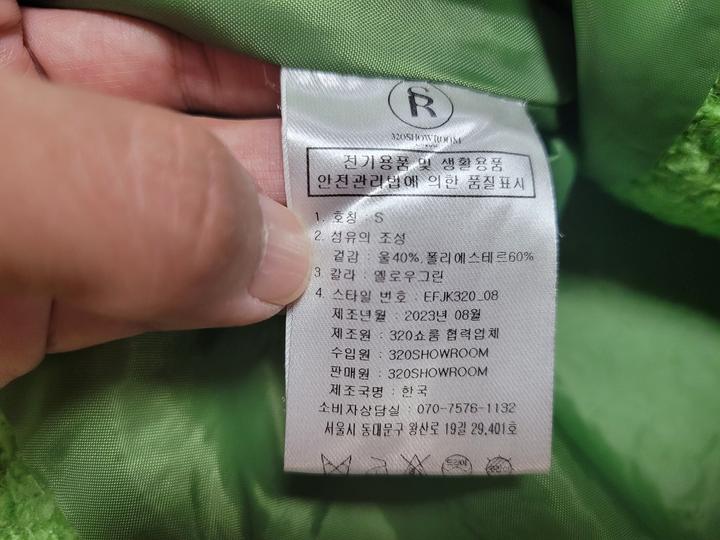 SR
320SHOWROOM
전기용품 및 생활용품
안전관리법에 의한 품질표시
1. 호칭 : S
2. 섬유의 조성
겉감 : 울40%,폴리에스테르60%
3. 칼라 : 옐로우그린
4. 스타일 번호 : EFJK320_08
제조년월 : 2023년 08월
제조원 : 320쇼룸 협력업체
수입원 : 320SHOWROOM
판매원 : 320SHOWROOM
제조국명 : 한국
소비자상담실 : 070-7576-1132
서울시 동대문구 왕산로 19길 29,401호
드라이